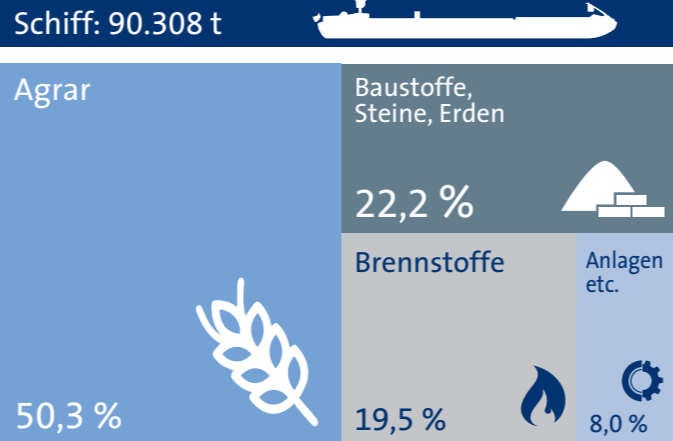 Schiff: 90.308 t
Agrar
50,3 %
Baustoffe,
Steine, Erden
22,2 %
Brennstoffe
19,5 %
Anlagen
etc.
8,0 %